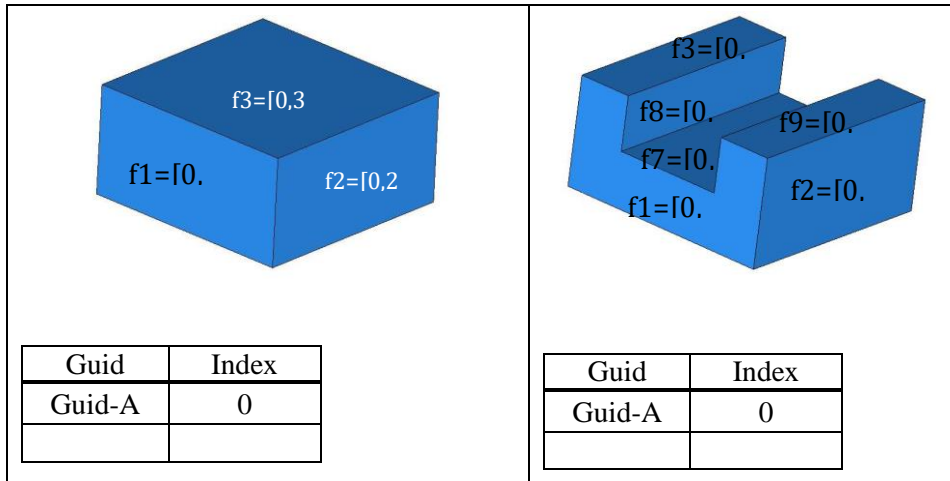 f3=[0,3
f1=[0.
f2=[0,2
Guid Index
Guid-A 0
f3=[0.
f8=[0.
f9=[0.
f7=[0.
f1=[0.
f2=[0.
Guid Index
Guid-A 0